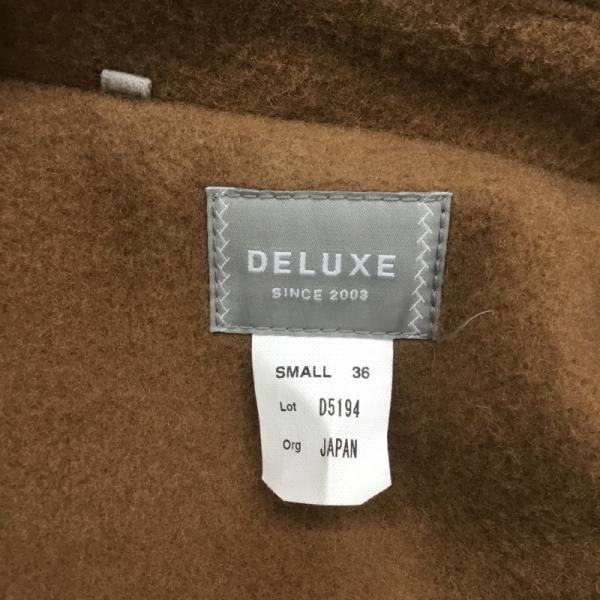 DELUXE
SINCE 2003
SMALL 36
Lot D5194
Org JAPAN